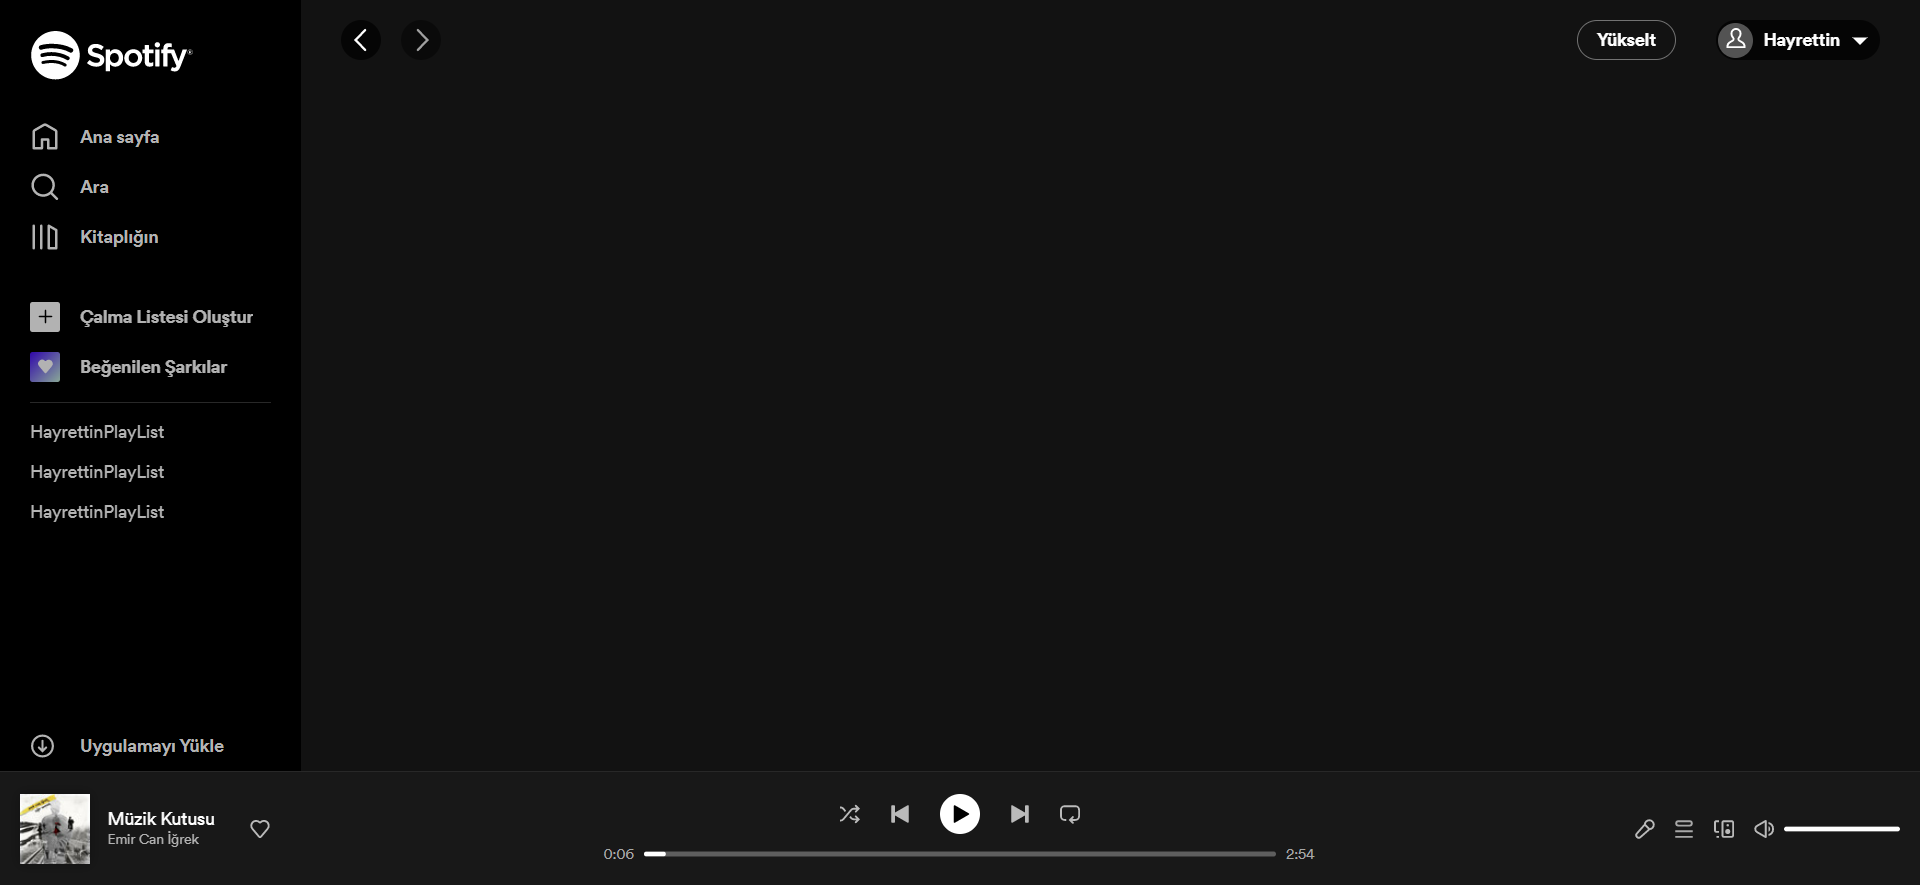 Spotify
Yükselt
Hayrettin
Ana sayfa
Ara
Kitaplığın
Çalma Listesi Oluştur
Beğenilen Şarkılar
HayrettinPlayList
HayrettinPlayList
HayrettinPlayList
Uygulamayı Yükle
Müzik Kutusu
Emir Can İğrek
0:06
2:54